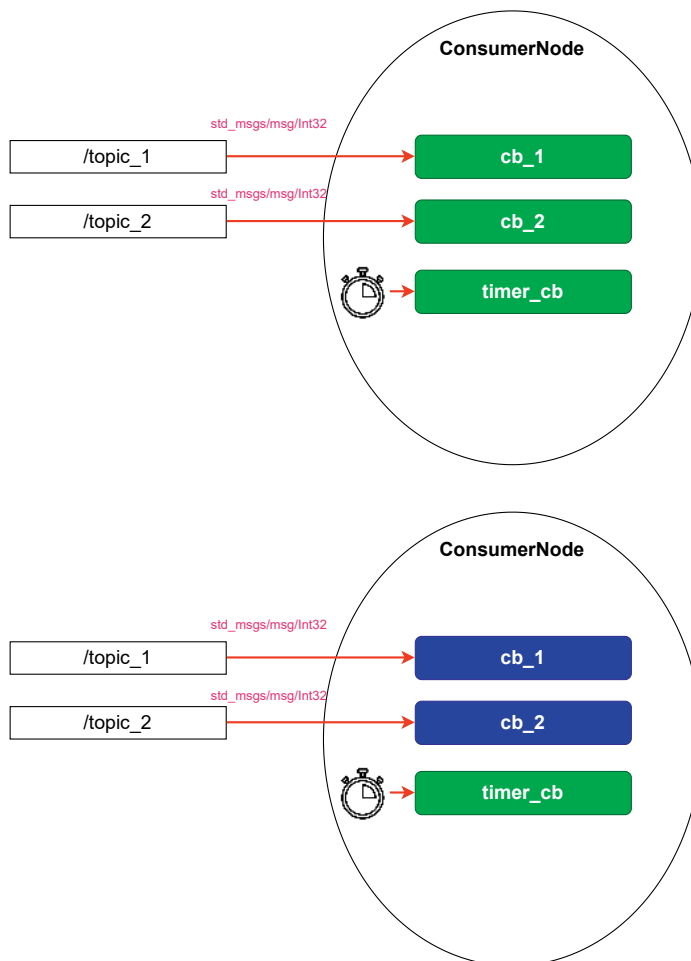 ConsumerNode
std_msgs/msg/Int32
/topic_1
cb_1
std_msgs/msg/Int32
/topic_2
cb_2
timer_cb
ConsumerNode
std_msgs/msg/Int32
/topic_1
cb_1
std_msgs/msg/Int32
/topic_2
cb_2
timer_cb